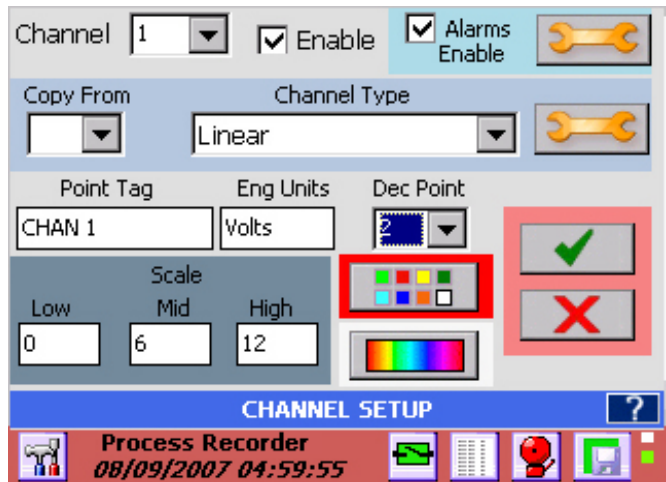 Channel 1 Enable Alarms Enable
Copy From Channel Type
Linear
Point Tag Eng Units Dec Point
CHAN 1 Volts 2
Scale
Low Mid High
0 6 12
CHANNEL SETUP ?
Process Recorder
08/09/2007 04:59:55